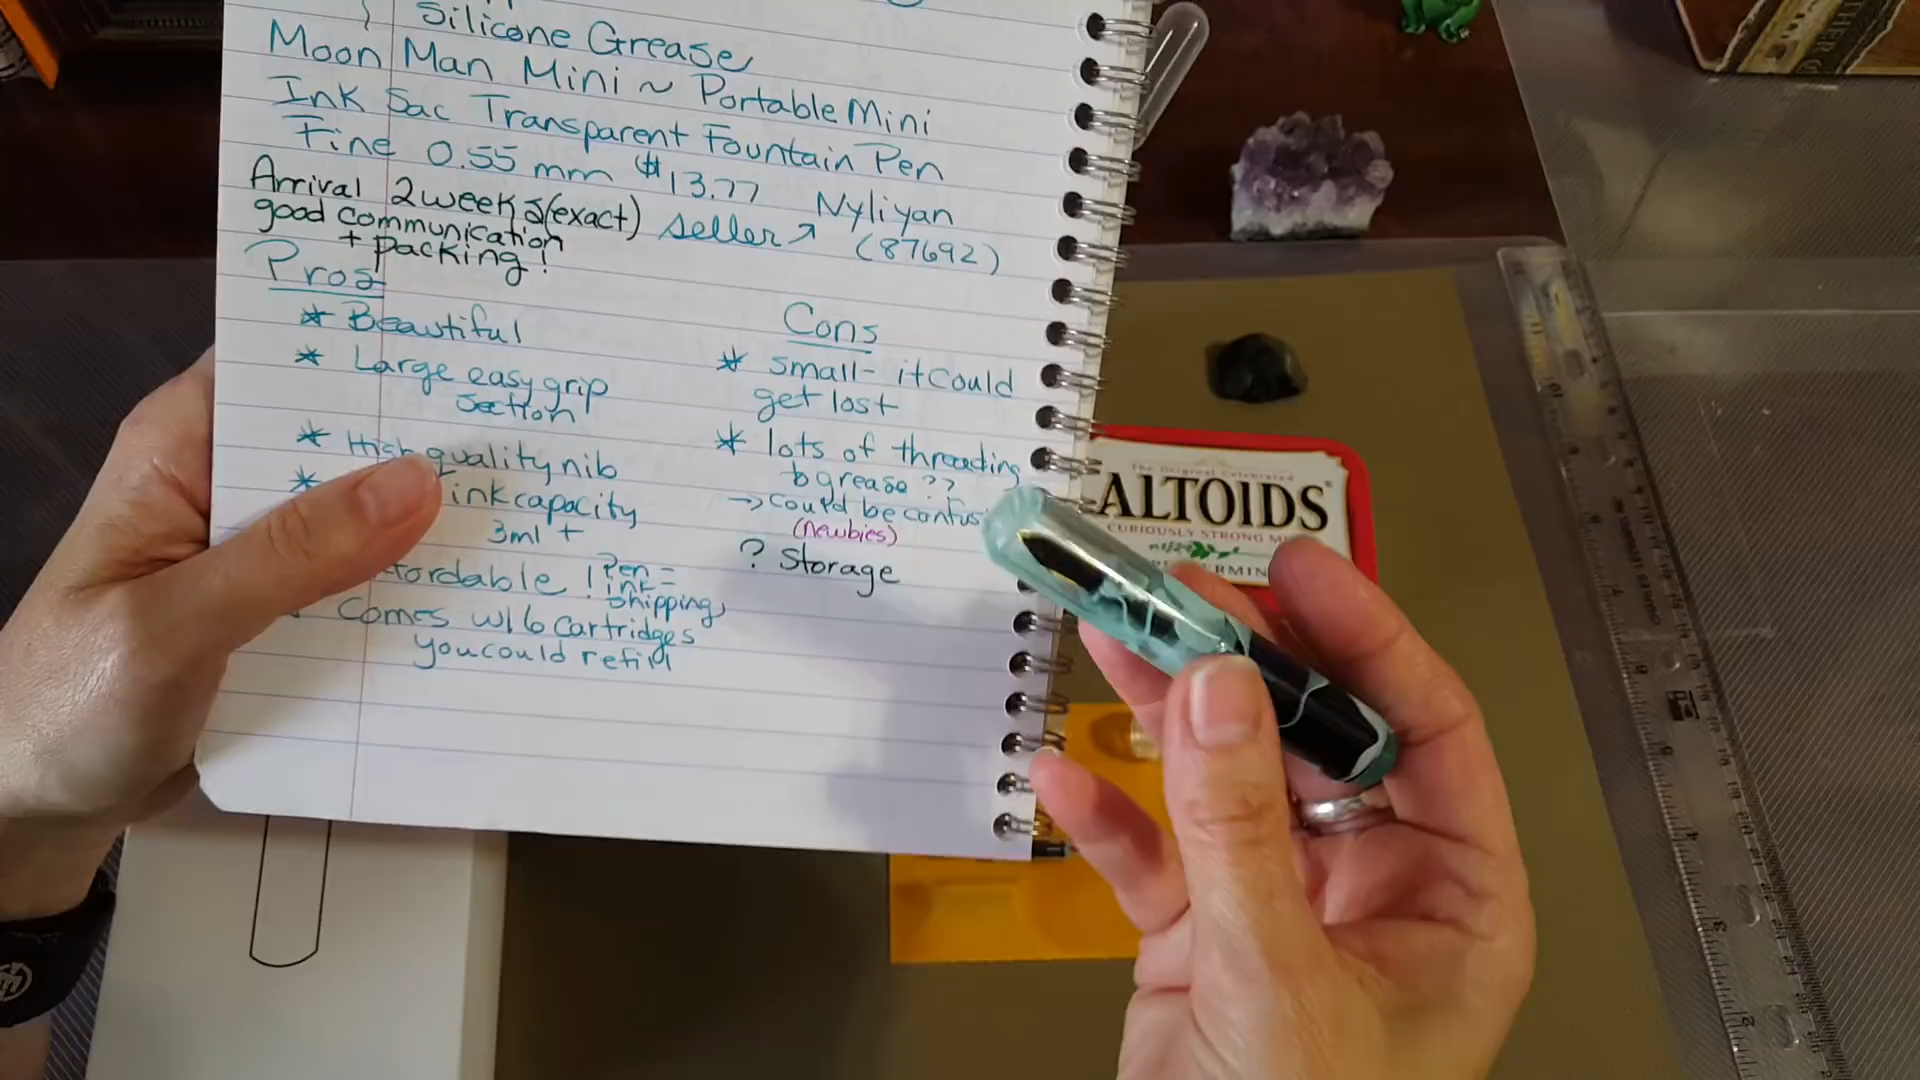 Silicone Grease
Moon Man Mini ~ Portable Mini
Ink Sac Transparent Fountain Pen
Fine 0.55 mm $13.77 Nyliyan
Arrival 2 weeks (exact) seller↗ (87692)
good communication
+ packing!
Pros
* Beautiful
* Large easy grip
section
* High quality nib
* ink capacity
3ml +
! Pen =
ink =
shipping
Comes w/ 6 Cartridges
you could refill
Cons
* small - it could
get lost
* lots of threading
grease ??
→ could be
(newbies)
? Storage
The Original Celebrated
ALTOIDS
CURIOUSLY STRONG